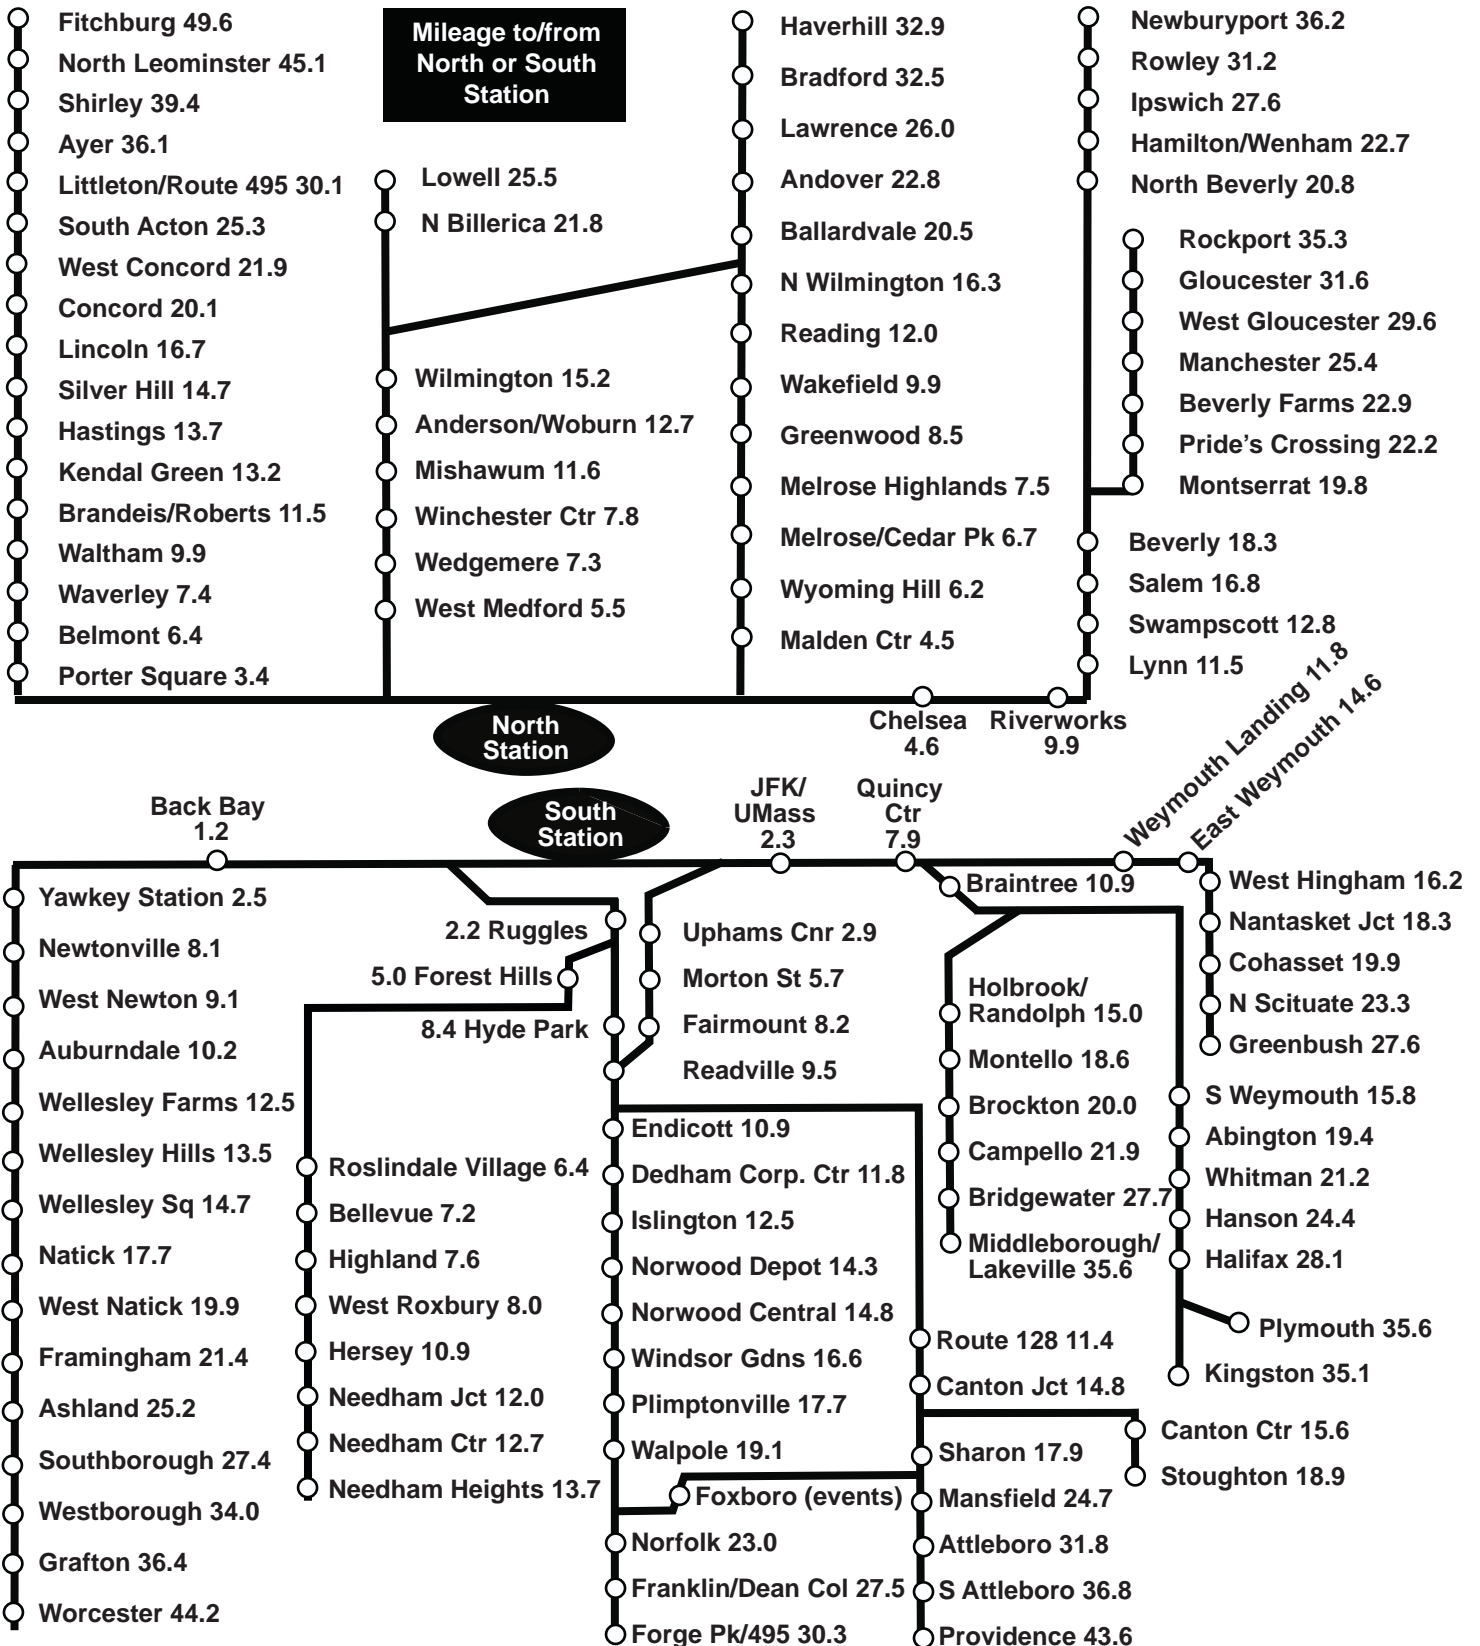 Fitchburg 49.6
North Leominster 45.1
Shirley 39.4
Ayer 36.1
Littleton/Route 495 30.1
South Acton 25.3
West Concord 21.9
Concord 20.1
Lincoln 16.7
Silver Hill 14.7
Hastings 13.7
Kendal Green 13.2
Brandeis/Roberts 11.5
Waltham 9.9
Waverley 7.4
Belmont 6.4
Porter Square 3.4
Mileage to/from
North or South
Station
Lowell 25.5
N Billerica 21.8
Wilmington 15.2
Anderson/Woburn 12.7
Mishawum 11.6
Winchester Ctr 7.8
Wedgemere 7.3
West Medford 5.5
Haverhill 32.9
Bradford 32.5
Lawrence 26.0
Andover 22.8
Ballardvale 20.5
N Wilmington 16.3
Reading 12.0
Wakefield 9.9
Greenwood 8.5
Melrose Highlands 7.5
Melrose/Cedar Pk 6.7
Wyoming Hill 6.2
Malden Ctr 4.5
Newburyport 36.2
Rowley 31.2
Ipswich 27.6
Hamilton/Wenham 22.7
North Beverly 20.8
Rockport 35.3
Gloucester 31.6
West Gloucester 29.6
Manchester 25.4
Beverly Farms 22.9
Pride's Crossing 22.2
Montserrat 19.8
Beverly 18.3
Salem 16.8
Swampscott 12.8
Lynn 11.5
Chelsea
4.6
Riverworks
9.9
North
Station
South
Station
Back Bay
1.2
JFK/
UMass
2.3
Quincy
Ctr
7.9
Weymouth Landing 11.8
East Weymouth 14.6
Yawkey Station 2.5
Newtonville 8.1
West Newton 9.1
Auburndale 10.2
Wellesley Farms 12.5
Wellesley Hills 13.5
Wellesley Sq 14.7
Natick 17.7
West Natick 19.9
Framingham 21.4
Ashland 25.2
Southborough 27.4
Westborough 34.0
Grafton 36.4
Worcester 44.2
2.2 Ruggles
5.0 Forest Hills
8.4 Hyde Park
Roslindale Village 6.4
Bellevue 7.2
Highland 7.6
West Roxbury 8.0
Hersey 10.9
Needham Jct 12.0
Needham Ctr 12.7
Needham Heights 13.7
Uphams Cnr 2.9
Morton St 5.7
Fairmount 8.2
Readville 9.5
Endicott 10.9
Dedham Corp. Ctr 11.8
Islington 12.5
Norwood Depot 14.3
Norwood Central 14.8
Windsor Gdns 16.6
Plimptonville 17.7
Walpole 19.1
Foxboro (events)
Norfolk 23.0
Franklin/Dean Col 27.5
Forge Pk/495 30.3
Route 128 11.4
Canton Jct 14.8
Sharon 17.9
Mansfield 24.7
Attleboro 31.8
S Attleboro 36.8
Providence 43.6
Canton Ctr 15.6
Stoughton 18.9
Braintree 10.9
Holbrook/
Randolph 15.0
Montello 18.6
Brockton 20.0
Campello 21.9
Bridgewater 27.7
Middleborough/
Lakeville 35.6
West Hingham 16.2
Nantasket Jct 18.3
Cohasset 19.9
N Scituate 23.3
Greenbush 27.6
S Weymouth 15.8
Abington 19.4
Whitman 21.2
Hanson 24.4
Halifax 28.1
Plymouth 35.6
Kingston 35.1